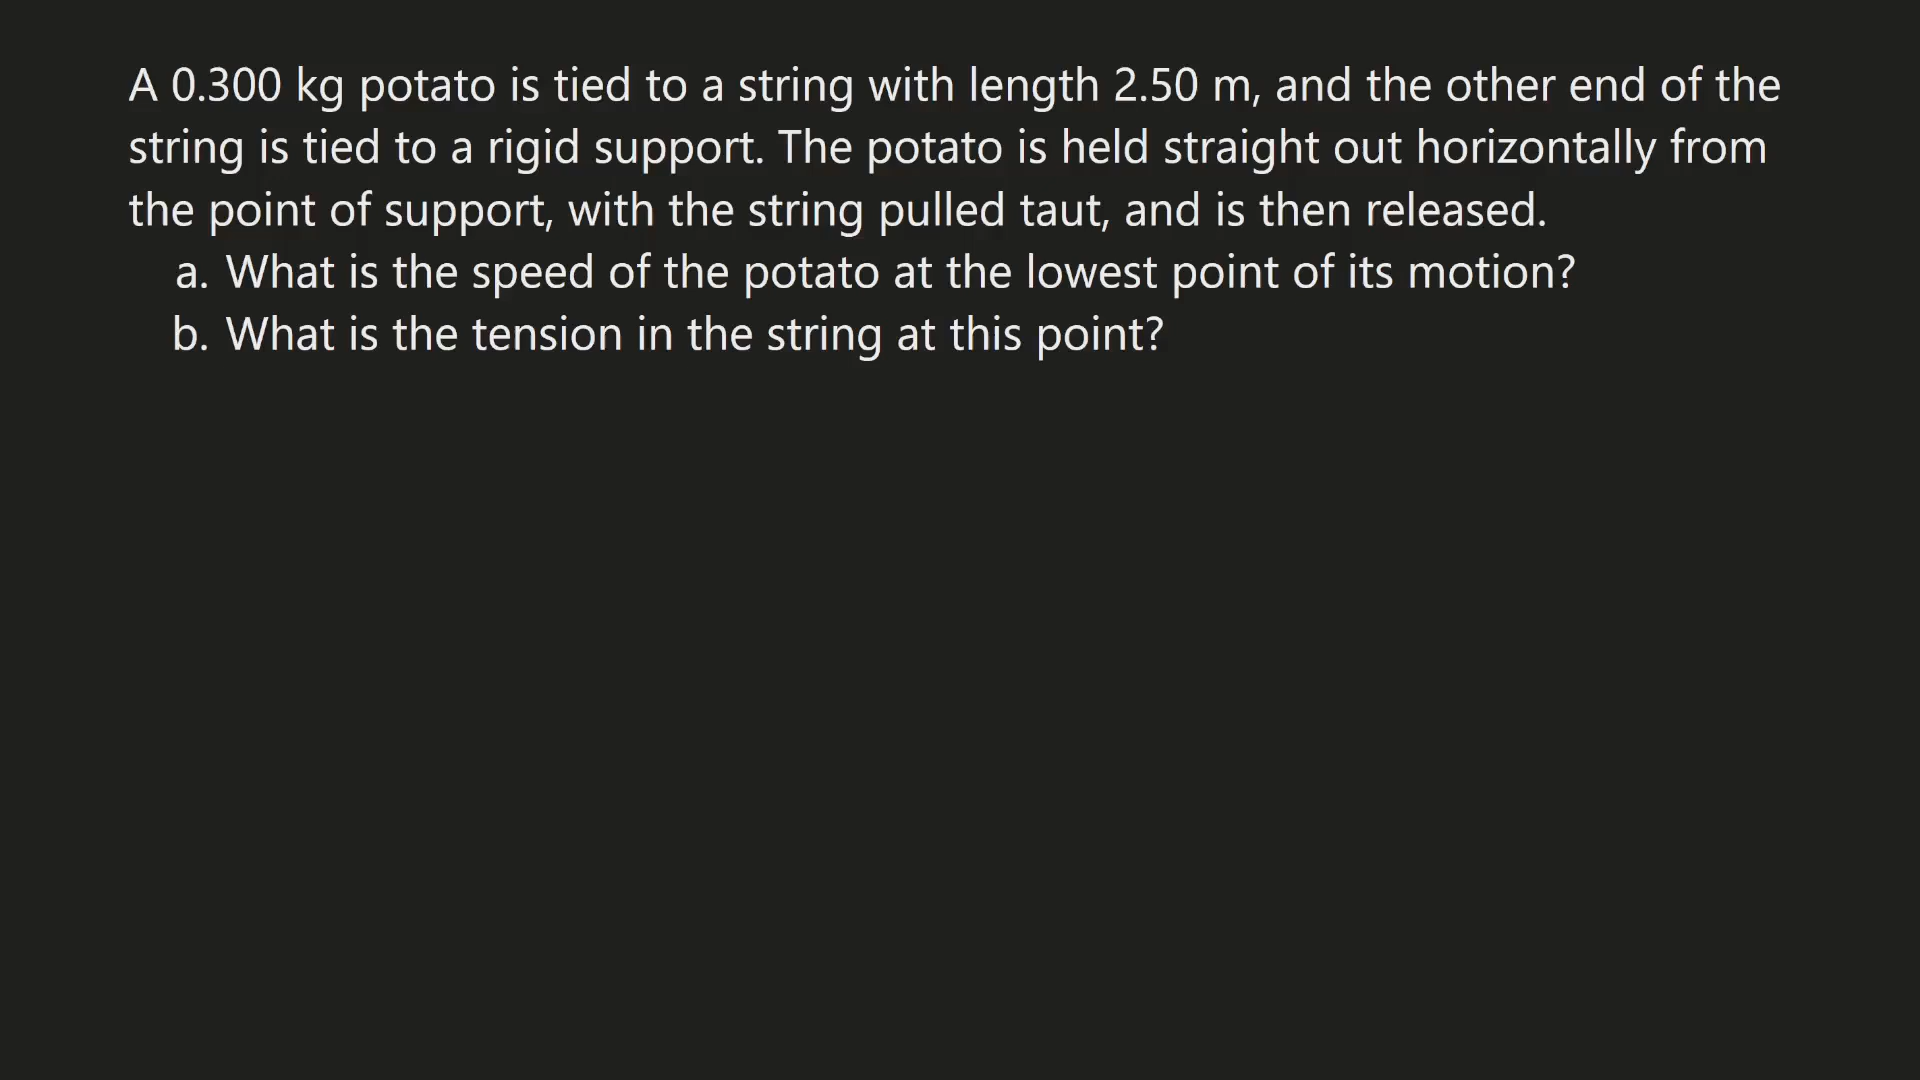 A 0.300 kg potato is tied to a string with length 2.50 m, and the other end of the
string is tied to a rigid support. The potato is held straight out horizontally from
the point of support, with the string pulled taut, and is then released.
a. What is the speed of the potato at the lowest point of its motion?
b. What is the tension in the string at this point?